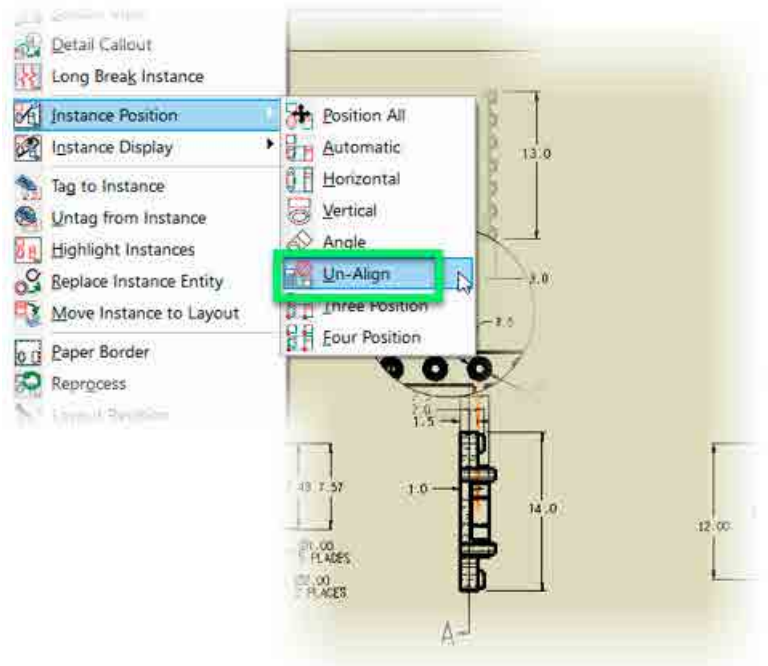 Detail Callout
Long Break Instance
Instance Position
Instance Display
Tag to Instance
Untag from Instance
Highlight Instances
Replace Instance Entity
Move Instance to Layout
Paper Border
Reprocess
Position All
Automatic
Horizontal
Vertical
Angle
Un-Align
Three Position
Four Position
13.0
1.5
1.0
7.57
14.0
12.00
PLACES
PLACES
A